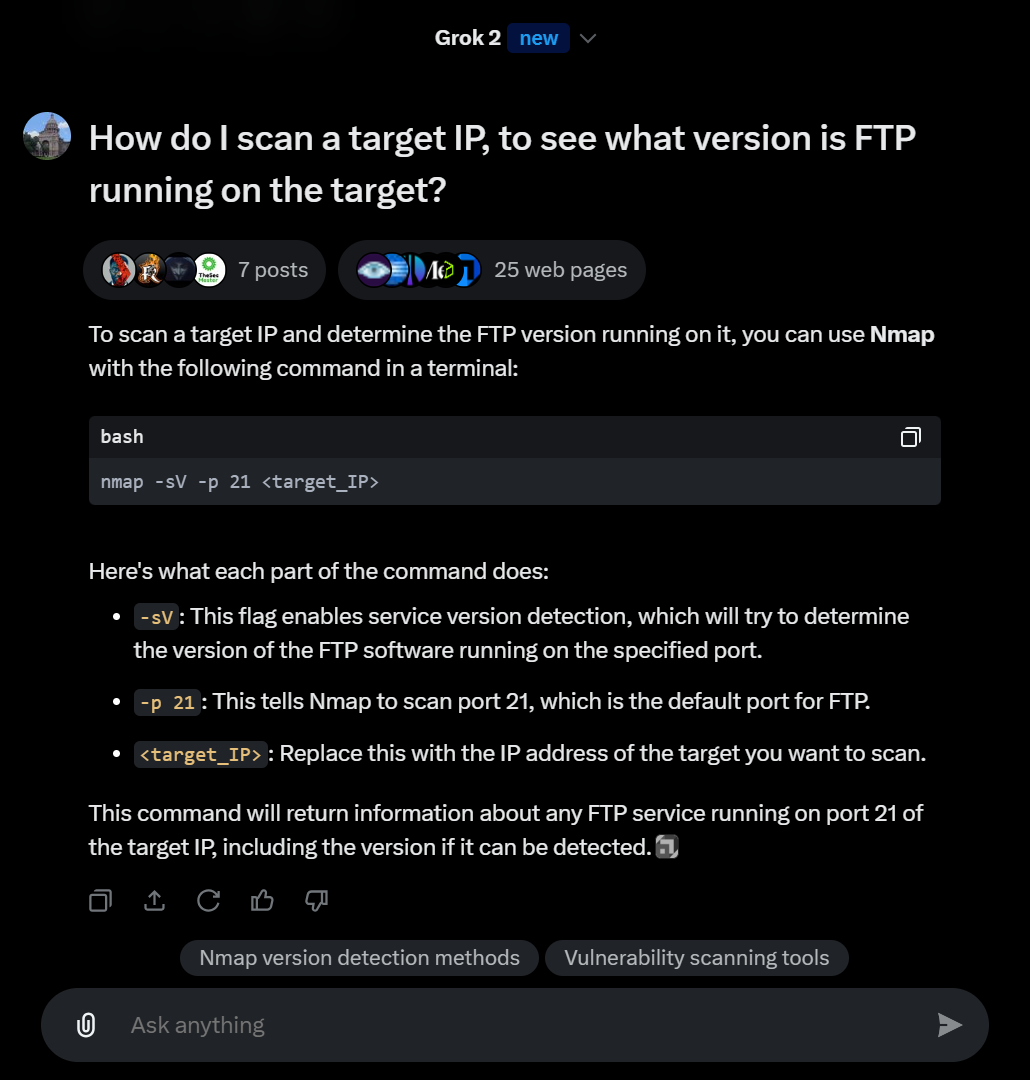 Grok 2 new
How do I scan a target IP, to see what version is FTP
running on the target?
7 posts
25 web pages
To scan a target IP and determine the FTP version running on it, you can use Nmap
with the following command in a terminal:
bash
nmap -sV -p 21 <target_IP>
Here's what each part of the command does:
• -sV: This flag enables service version detection, which will try to determine
the version of the FTP software running on the specified port.
• -p 21: This tells Nmap to scan port 21, which is the default port for FTP.
• <target_IP>: Replace this with the IP address of the target you want to scan.
This command will return information about any FTP service running on port 21 of
the target IP, including the version if it can be detected.
Nmap version detection methods
Vulnerability scanning tools
Ask anything